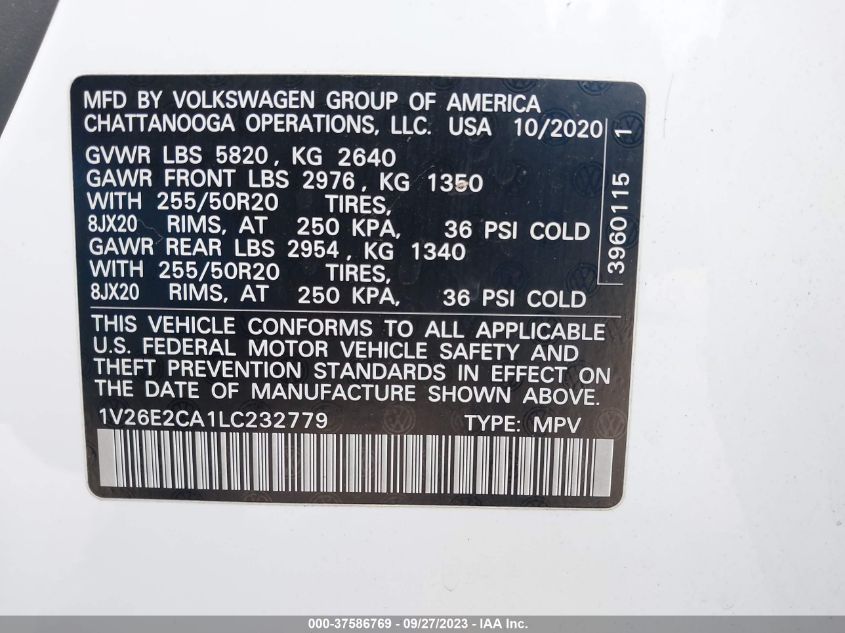 MFD BY VOLKSWAGEN GROUP OF AMERICA
CHATTANOOGA OPERATIONS, LLC. USA 10/2020
GVWR LBS 5820, KG 2640
GAWR FRONT LBS 2976, KG 1350
WITH 255/50R20 TIRES,
8JX20 RIMS, AT 250 KPA, 36 PSI COLD
GAWR REAR LBS 2954, KG 1340
WITH 255/50R20 TIRES,
8JX20 RIMS, AT 250 KPA, 36 PSI COLD
3960115 1
THIS VEHICLE CONFORMS TO ALL APPLICABLE
U.S. FEDERAL MOTOR VEHICLE SAFETY AND
THEFT PREVENTION STANDARDS IN EFFECT ON
THE DATE OF MANUFACTURE SHOWN ABOVE.
1V26E2CA1LC232779 TYPE: MPV
000-37586769 - 09/27/2023 - IAA Inc.